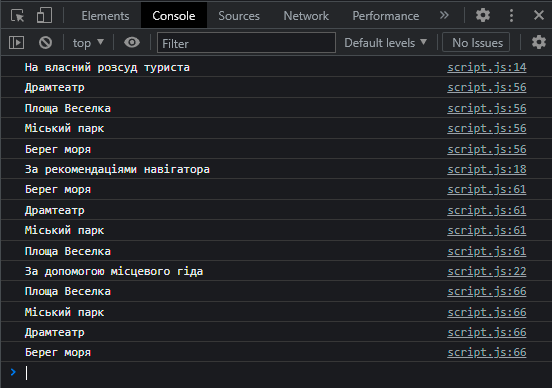 Elements Console Sources Network Performance »
top ▼ Filter Default levels ▼ No Issues
На власний розсуд туриста script.js:14
Драмтеатр script.js:56
Площа Веселка script.js:56
Міський парк script.js:56
Берег моря script.js:56
За рекомендаціями навігатора script.js:18
Берег моря script.js:61
Драмтеатр script.js:61
Міський парк script.js:61
Площа Веселка script.js:61
За допомогою місцевого гіда script.js:22
Площа Веселка script.js:66
Міський парк script.js:66
Драмтеатр script.js:66
Берег моря script.js:66